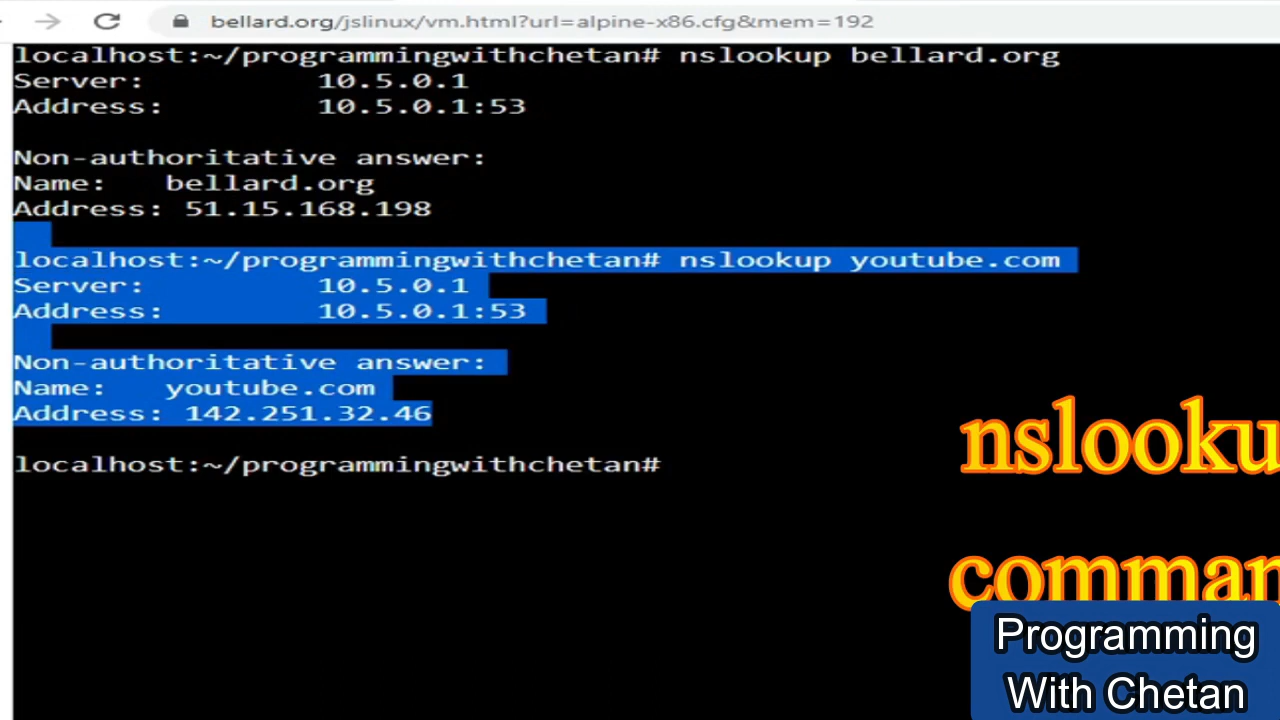 bellard.org/jslinux/vm.html?url=alpine-x86.cfg&mem=192
localhost:~/programmingwithchetan# nslookup bellard.org
Server: 10.5.0.1
Address: 10.5.0.1:53
Non-authoritative answer:
Name: bellard.org
Address: 51.15.168.198
localhost:~/programmingwithchetan# nslookup youtube.com
Server: 10.5.0.1
Address: 10.5.0.1:53
Non-authoritative answer:
Name: youtube.com
Address: 142.251.32.46
localhost:~/programmingwithchetan#
nslooku
comman
Programming
With Chetan